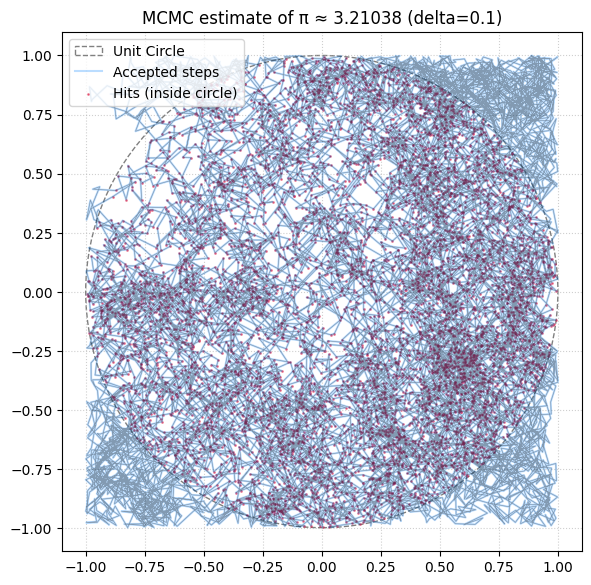 MCMC estimate of π ≈ 3.21038 (delta=0.1)
Unit Circle
Accepted steps
Hits (inside circle)
1.00
0.75
0.50
0.25
0.00
−0.25
−0.50
−0.75
−1.00
−1.00 −0.75 −0.50 −0.25 0.00 0.25 0.50 0.75 1.00